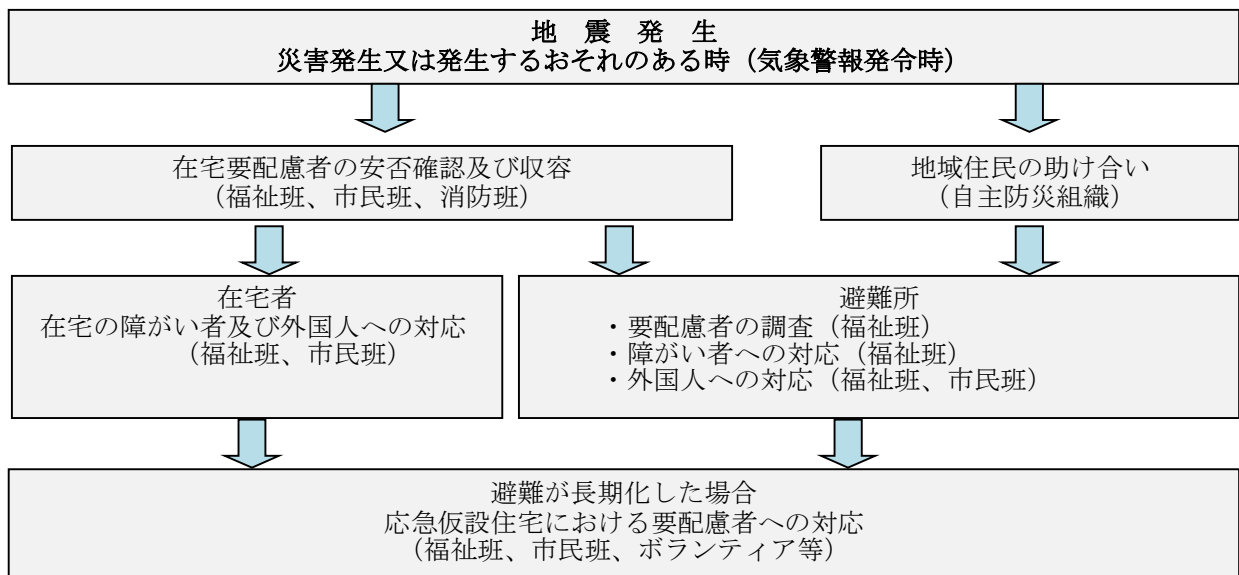 地　震　発　生
災害発生又は発生するおそれのある時（気象警報発令時）
在宅要配慮者の安否確認及び収容
（福祉班、市民班、消防班）
地域住民の助け合い
（自主防災組織）
在宅者
在宅の障がい者及び外国人への対応
（福祉班、市民班）
避難所
・要配慮者の調査（福祉班）
・障がい者への対応（福祉班）
・外国人への対応（福祉班、市民班）
避難が長期化した場合
応急仮設住宅における要配慮者への対応
（福祉班、市民班、ボランティア等）